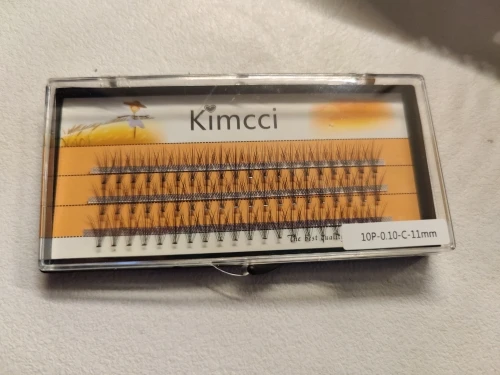 Kimcci
The best quality
10P-0.10-C-11mm